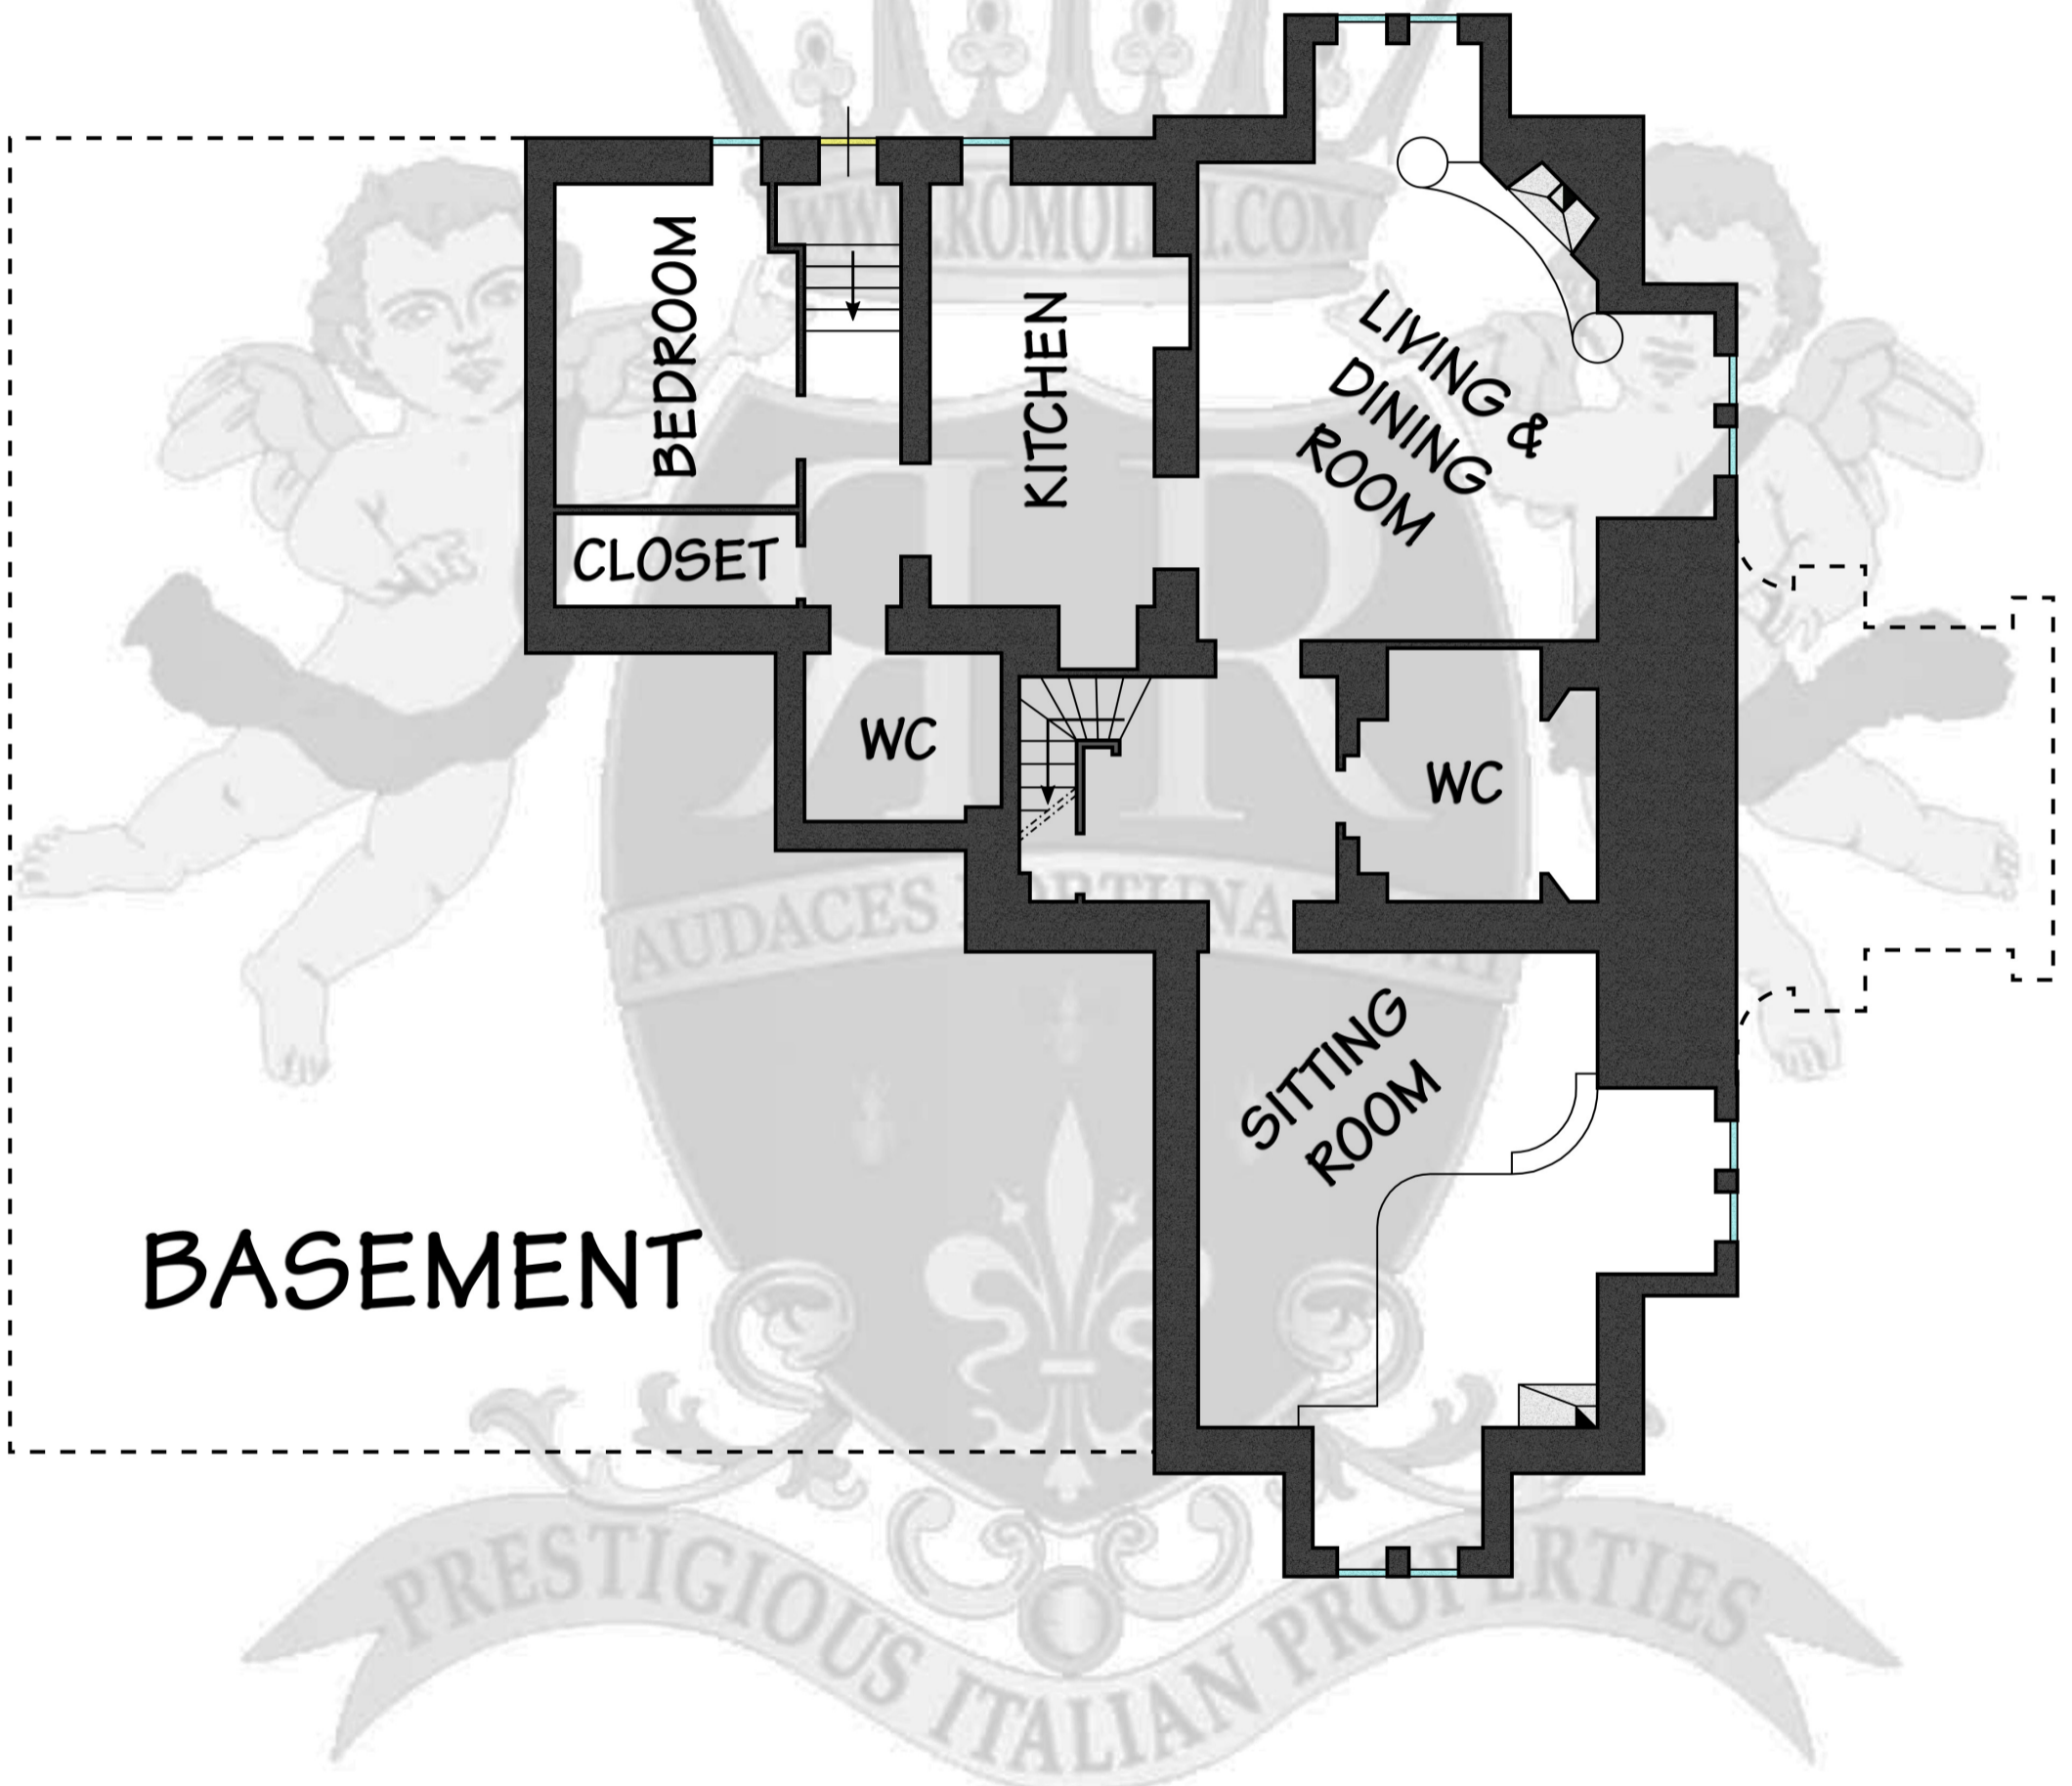 WWW.ROMOLINI.COM
BEDROOM
KITCHEN
LIVING &
DINING
ROOM
CLOSET
WC
WC
AUDACES FORTUNA IUVAT
SITTING
ROOM
BASEMENT
PRESTIGIOUS ITALIAN PROPERTIES